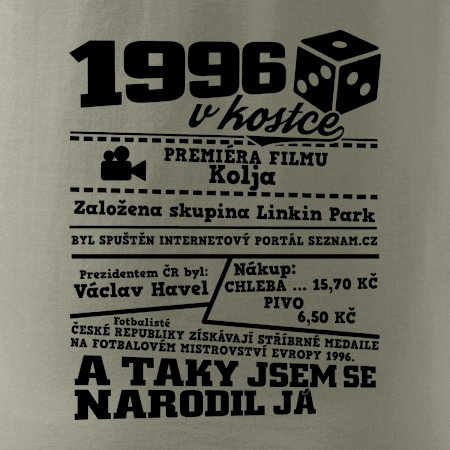 1996
v kostce
PREMIÉRA FILMU
Kolja
Založena skupina Linkin Park
BYL SPUŠTĚN INTERNETOVÝ PORTÁL SEZNAM.CZ
Prezidentem ČR byl:
Václav Havel
Nákup:
CHLEBA ... 15,70 KČ
PIVO
6,50 KČ
Fotbalisté
ČESKÉ REPUBLIKY ZÍSKÁVAJÍ STŘÍBRNÉ MEDAILE
NA FOTBALOVÉM MISTROVSTVÍ EVROPY 1996.
A TAKY JSEM SE
NARODIL JÁ